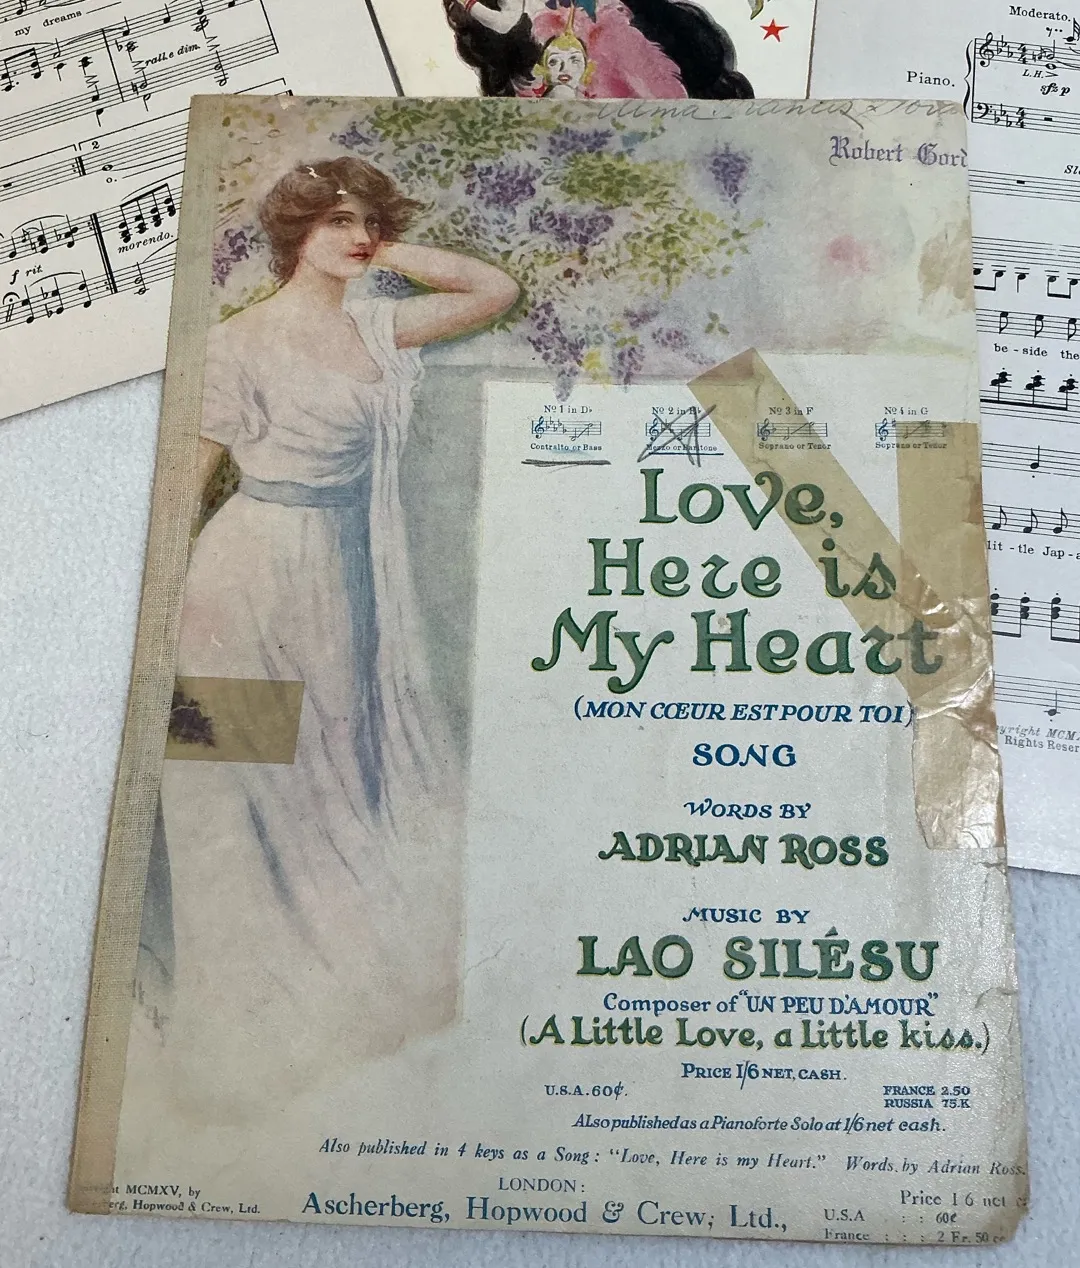 my dreams
rall e dim.
2
f rit.
morendo.
Moderato.
Piano.
L.H.
sfz p
be - side the
lit - tle Jap - a
MCM
Rights Reser
Francis
Robert Gord
No 1 in D♭
No 2 in E♭
No 3 in F
No 4 in G
Contralto or Bass
Mezzo or Baritone
Soprano or Tenor
Soprano or Tenor
Love,
Here is
My Heart
(MON CŒUR EST POUR TOI)
SONG
WORDS BY
ADRIAN ROSS
MUSIC BY
LAO SILÉSU
Composer of "UN PEU D'AMOUR"
(A Little Love, a little kiss.)
PRICE 1/6 NET, CASH.
U.S.A. 60¢.
FRANCE 2.50
RUSSIA 75.K
Also published as a Pianoforte Solo at 1/6 net cash.
Also published in 4 keys as a Song: "Love, Here is my Heart." Words by Adrian Ross.
LONDON:
Price 1 6 net
Ascherberg, Hopwood & Crew, Ltd.,
U.S.A : : 60¢
France : : : 2 Fr. 50
MCMXV, by
Hopwood & Crew, Ltd.